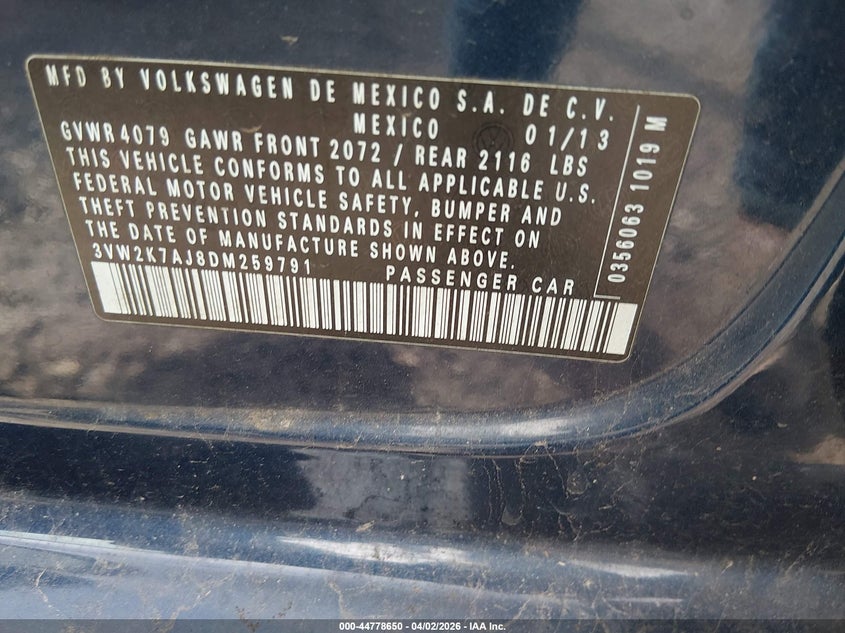 MFD BY VOLKSWAGEN DE MEXICO S.A. DE C.V.
MEXICO 01/13
GVWR 4079 GAWR FRONT 2072 / REAR 2116 LBS
THIS VEHICLE CONFORMS TO ALL APPLICABLE U.S.
FEDERAL MOTOR VEHICLE SAFETY, BUMPER AND
THEFT PREVENTION STANDARDS IN EFFECT ON
THE DATE OF MANUFACTURE SHOWN ABOVE.
3VW2K7AJ8DM259791 PASSENGER CAR
0356063 1019 M
000-44778650 | 04/02/2026 - IAA Inc.